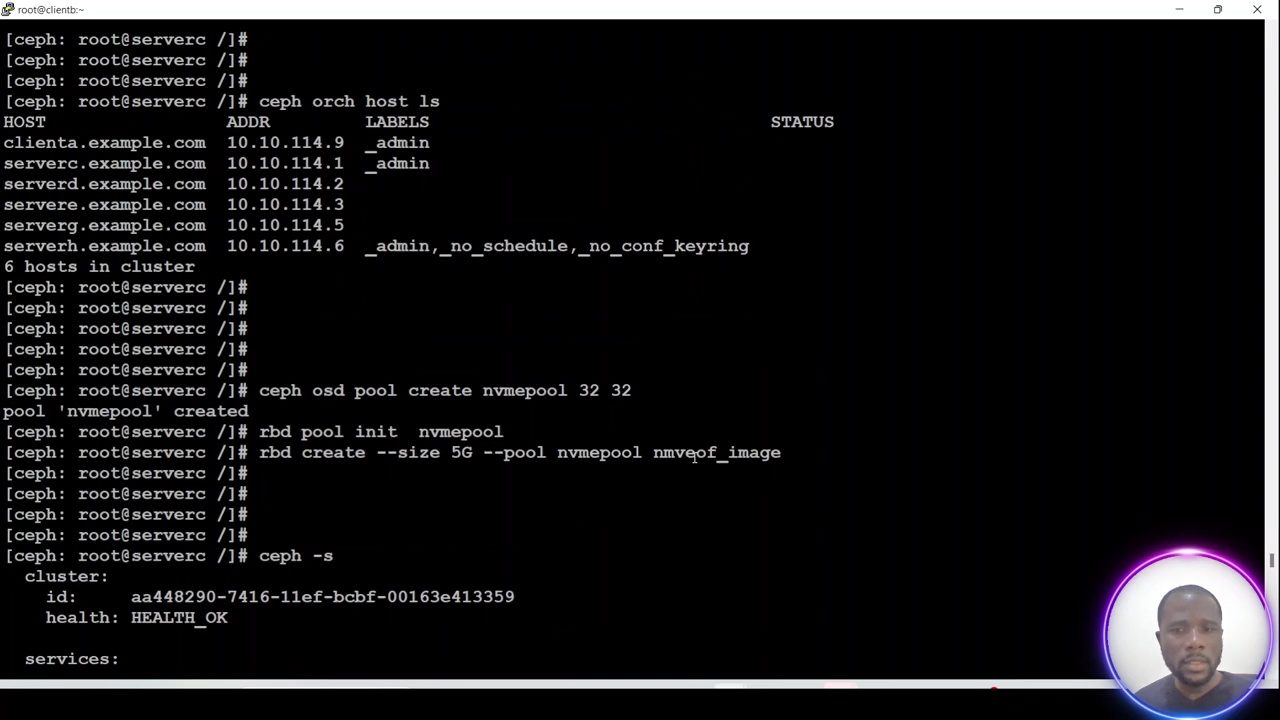 root@clientb:~
[ceph: root@serverc /]#
[ceph: root@serverc /]#
[ceph: root@serverc /]#
[ceph: root@serverc /]# ceph orch host ls
HOST ADDR LABELS STATUS
clienta.example.com 10.10.114.9 _admin
serverc.example.com 10.10.114.1 _admin
serverd.example.com 10.10.114.2
servere.example.com 10.10.114.3
serverg.example.com 10.10.114.5
serverh.example.com 10.10.114.6 _admin,_no_schedule,_no_conf_keyring
6 hosts in cluster
[ceph: root@serverc /]#
[ceph: root@serverc /]#
[ceph: root@serverc /]#
[ceph: root@serverc /]#
[ceph: root@serverc /]#
[ceph: root@serverc /]# ceph osd pool create nvmepool 32 32
pool 'nvmepool' created
[ceph: root@serverc /]# rbd pool init nvmepool
[ceph: root@serverc /]# rbd create --size 5G --pool nvmepool nmveof_image
[ceph: root@serverc /]#
[ceph: root@serverc /]#
[ceph: root@serverc /]#
[ceph: root@serverc /]#
[ceph: root@serverc /]# ceph -s
cluster:
id: aa448290-7416-11ef-bcbf-00163e413359
health: HEALTH_OK
services: